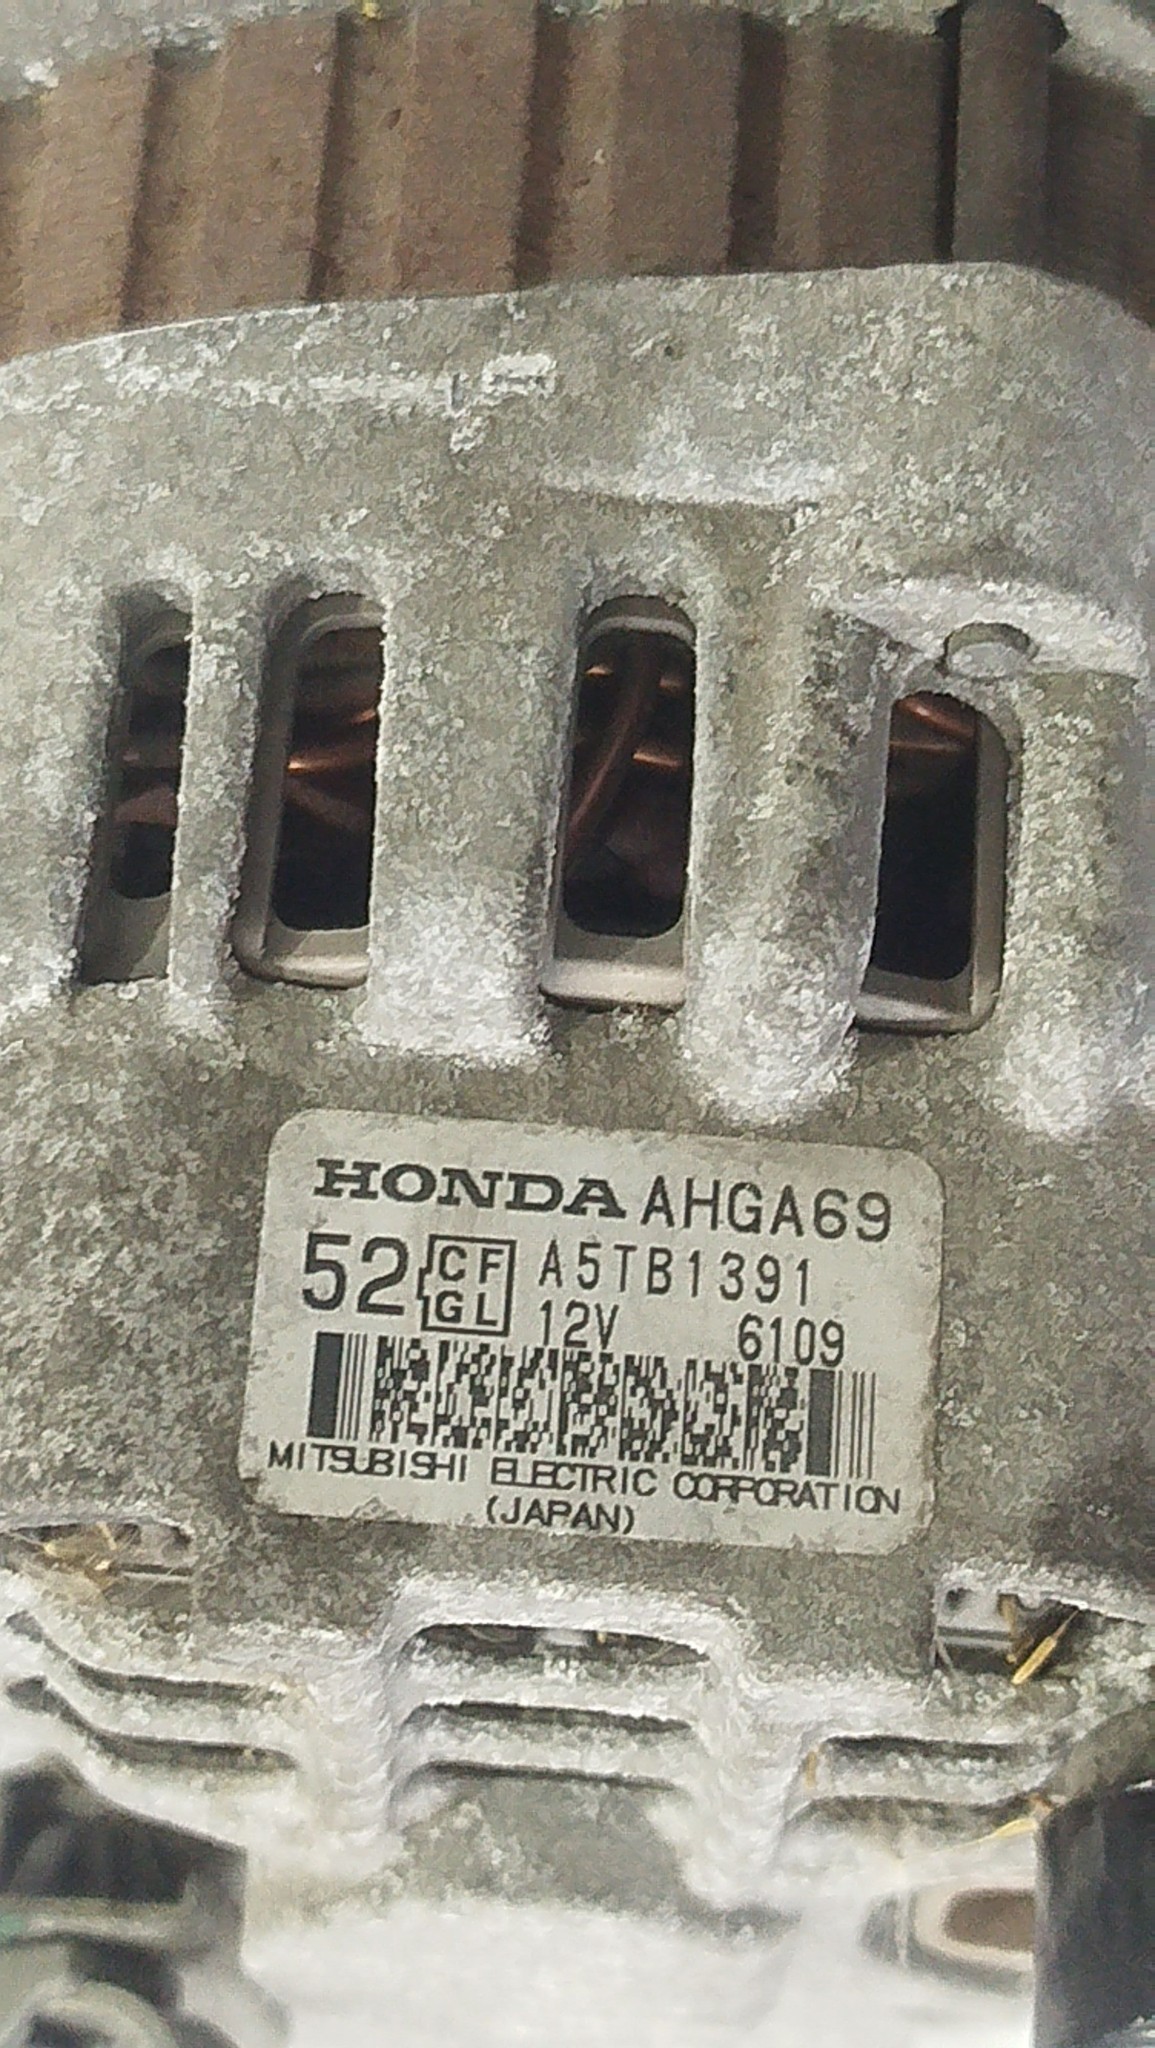 HONDA AHGA69
52 CF GL A5TB1391
12V 6109
MITSUBISHI ELECTRIC CORPORATION
(JAPAN)